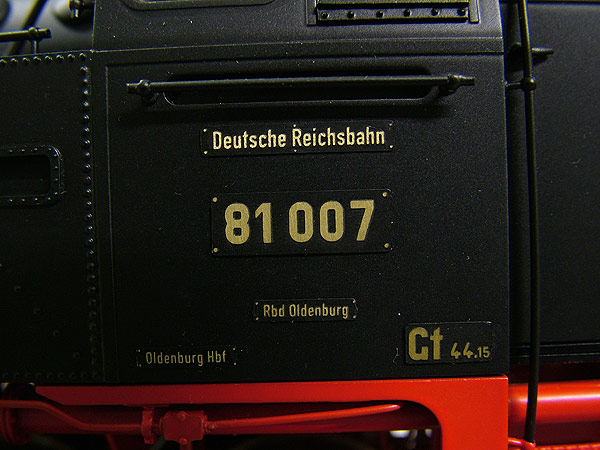 Deutsche Reichsbahn
81 007
Rbd Oldenburg
Oldenburg Hbf
Gt 44.15